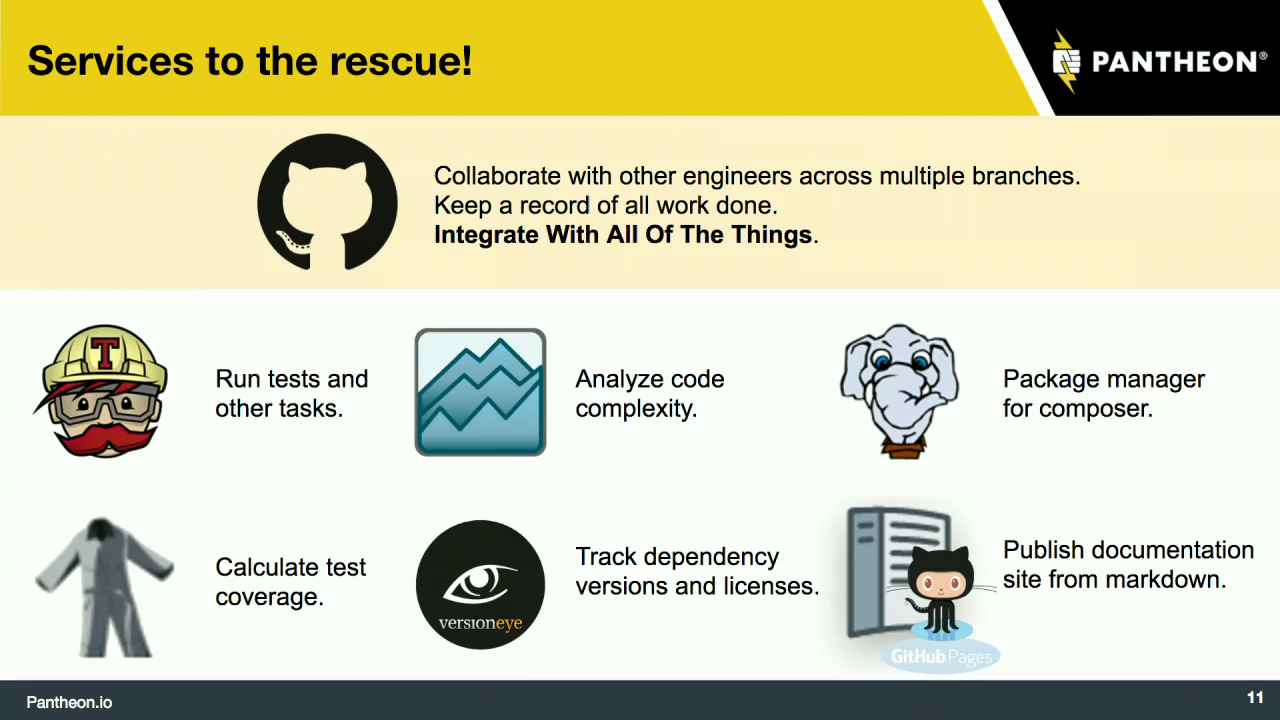 Services to the rescue!
PANTHEON®
Collaborate with other engineers across multiple branches.
Keep a record of all work done.
Integrate With All Of The Things.
T
Run tests and
other tasks.
Analyze code
complexity.
Package manager
for composer.
Calculate test
coverage.
versioneye
Track dependency
versions and licenses.
GitHub Pages
Publish documentation
site from markdown.
Pantheon.io
11